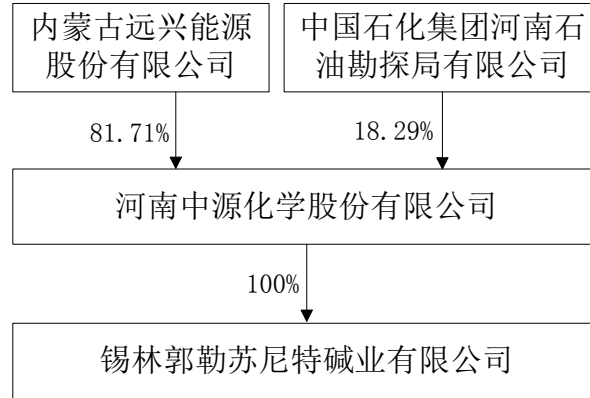 内蒙古远兴能源
股份有限公司
中国石化集团河南石
油勘探局有限公司
81.71%
18.29%
河南中源化学股份有限公司
100%
锡林郭勒苏尼特碱业有限公司